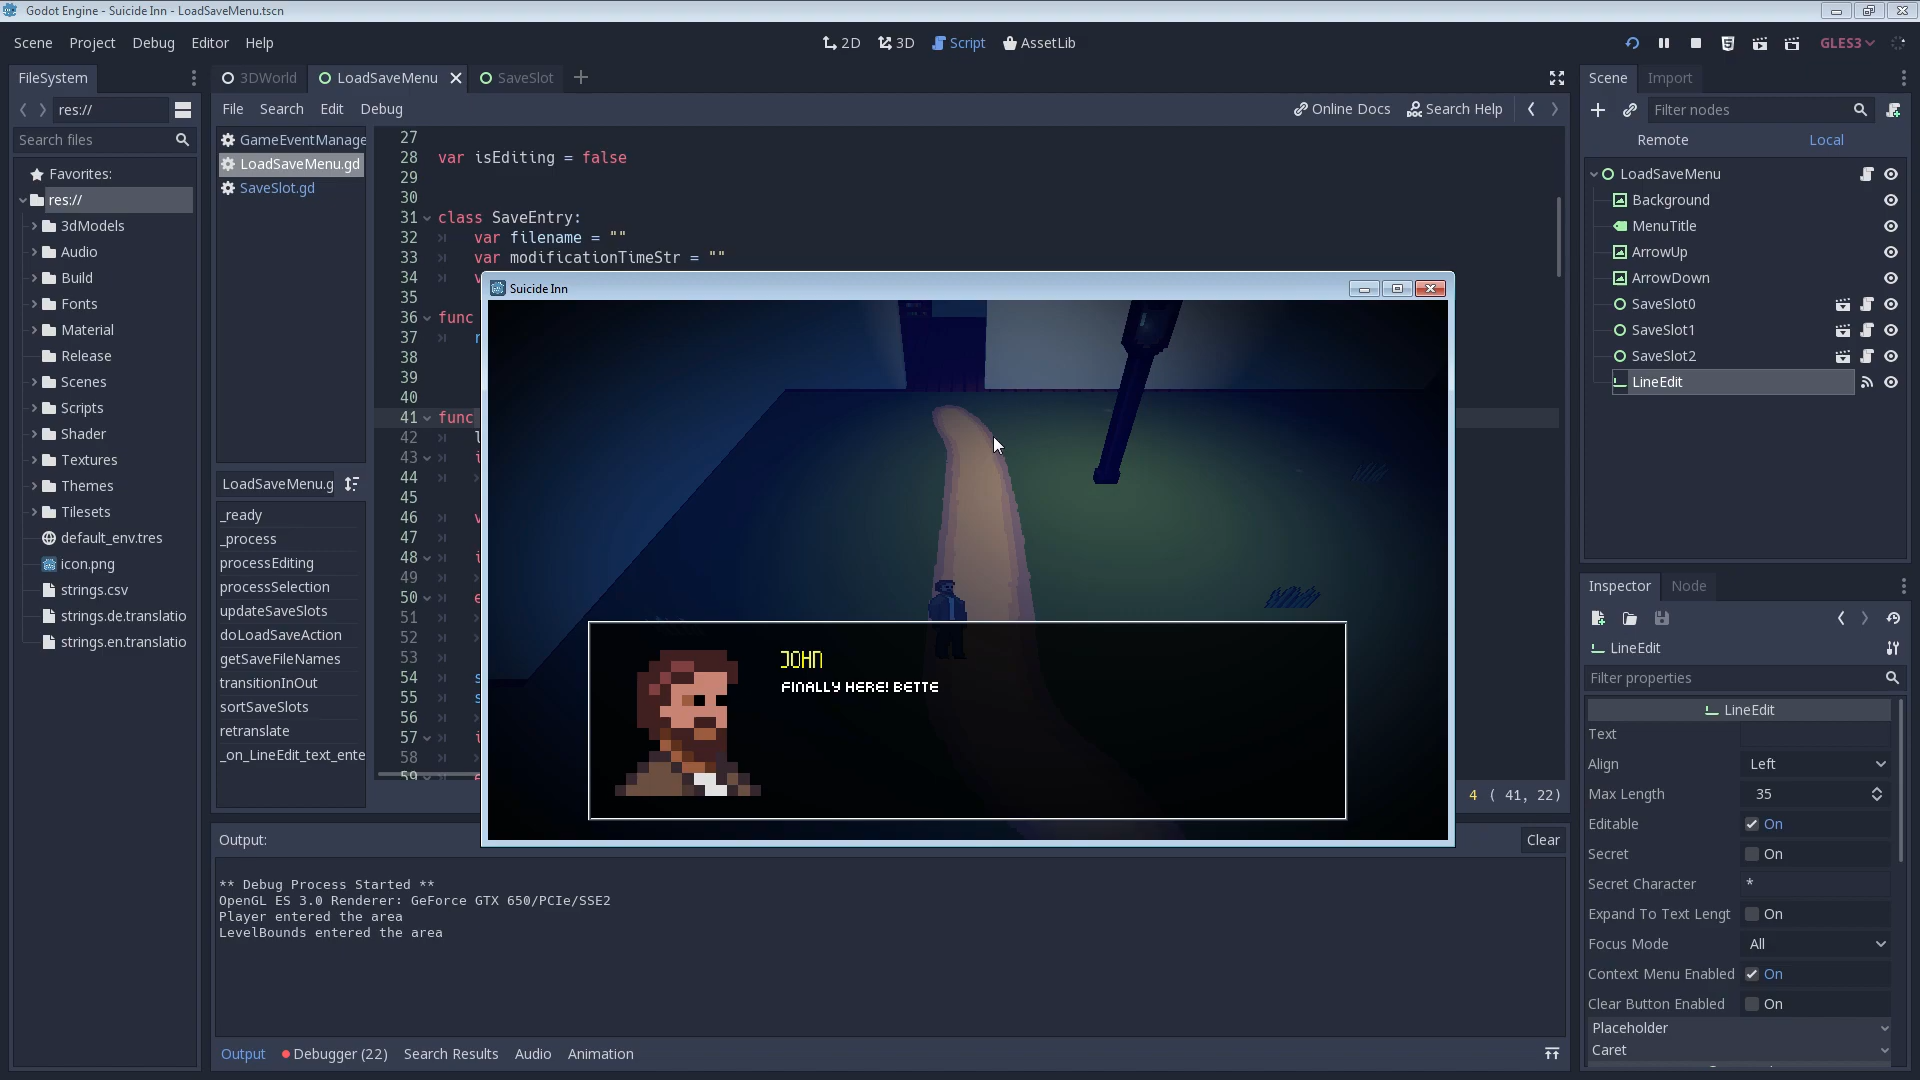 Godot Engine - Suicide Inn - LoadSaveMenu.tscn
Scene Project Debug Editor Help
2D 3D Script AssetLib
GLES3
FileSystem
res://
Search files
Favorites:
res://
3dModels
Audio
Build
Fonts
Material
Release
Scenes
Scripts
Shader
Textures
Themes
Tilesets
default_env.tres
icon.png
strings.csv
strings.de.translatio
strings.en.translatio
3DWorld LoadSaveMenu SaveSlot
File Search Edit Debug
Online Docs Search Help
GameEventManage
LoadSaveMenu.gd
SaveSlot.gd
LoadSaveMenu.g
_ready
_process
processEditing
processSelection
updateSaveSlots
doLoadSaveAction
getSaveFileNames
transitionInOut
sortSaveSlots
retranslate
_on_LineEdit_text_ente
27
28 var isEditing = false
29
30
31 class SaveEntry:
32 var filename = ""
33 var modificationTimeStr = ""
34 v
35
36 func
37
38
39
40
41 func
42
43
44
45
46
47
48
49
50
51
52
53
54
55
56
57
58
59
4 ( 41, 22)
Suicide Inn
JOHN
FINALLY HERE! BETTE
Output:
Clear
** Debug Process Started **
OpenGL ES 3.0 Renderer: GeForce GTX 650/PCIe/SSE2
Player entered the area
LevelBounds entered the area
Output Debugger (22) Search Results Audio Animation
Scene Import
Filter nodes
Remote Local
LoadSaveMenu
Background
MenuTitle
ArrowUp
ArrowDown
SaveSlot0
SaveSlot1
SaveSlot2
LineEdit
Inspector Node
LineEdit
Filter properties
LineEdit
Text
Align Left
Max Length 35
Editable On
Secret On
Secret Character *
Expand To Text Lengt On
Focus Mode All
Context Menu Enabled On
Clear Button Enabled On
Placeholder
Caret